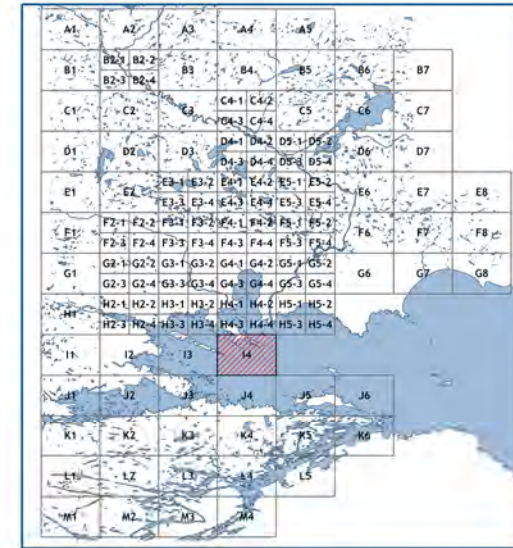 A1 A2 A3 A4 A5
B2-1 B2-2
B1 B3 B4 B5 B6 B7
B2-3 B2-4
C4-1 C4-2
C1 C2 C3 C5 C6 C7
C4-3 C4-4
D4-1 D4-2 D5-1 D5-2
D1 D2 D3 D6 D7
D4-3 D4-4 D5-3 D5-4
E3-1 E3-2 E4-1 E4-2 E5-1 E5-2
E1 E2 E6 E7 E8
E3-3 E3-4 E4-3 E4-4 E5-3 E5-4
F2-1 F2-2 F3-1 F3-2 F4-1 F4-2 F5-1 F5-2
F1 F6 F7 F8
F2-3 F2-4 F3-3 F3-4 F4-3 F4-4 F5-3 F5-4
G2-1 G2-2 G3-1 G3-2 G4-1 G4-2 G5-1 G5-2
G1 G6 G7 G8
G2-3 G2-4 G3-3 G3-4 G4-3 G4-4 G5-3 G5-4
H2-1 H2-2 H3-1 H3-2 H4-1 H4-2 H5-1 H5-2
H1
H2-3 H2-4 H3-3 H3-4 H4-3 H4-4 H5-3 H5-4
I1 I2 I3 I4
J1 J2 J3 J4 J5 J6
K1 K2 K3 K4 K5 K6
L1 L2 L3 L4 L5
M1 M2 M3 M4